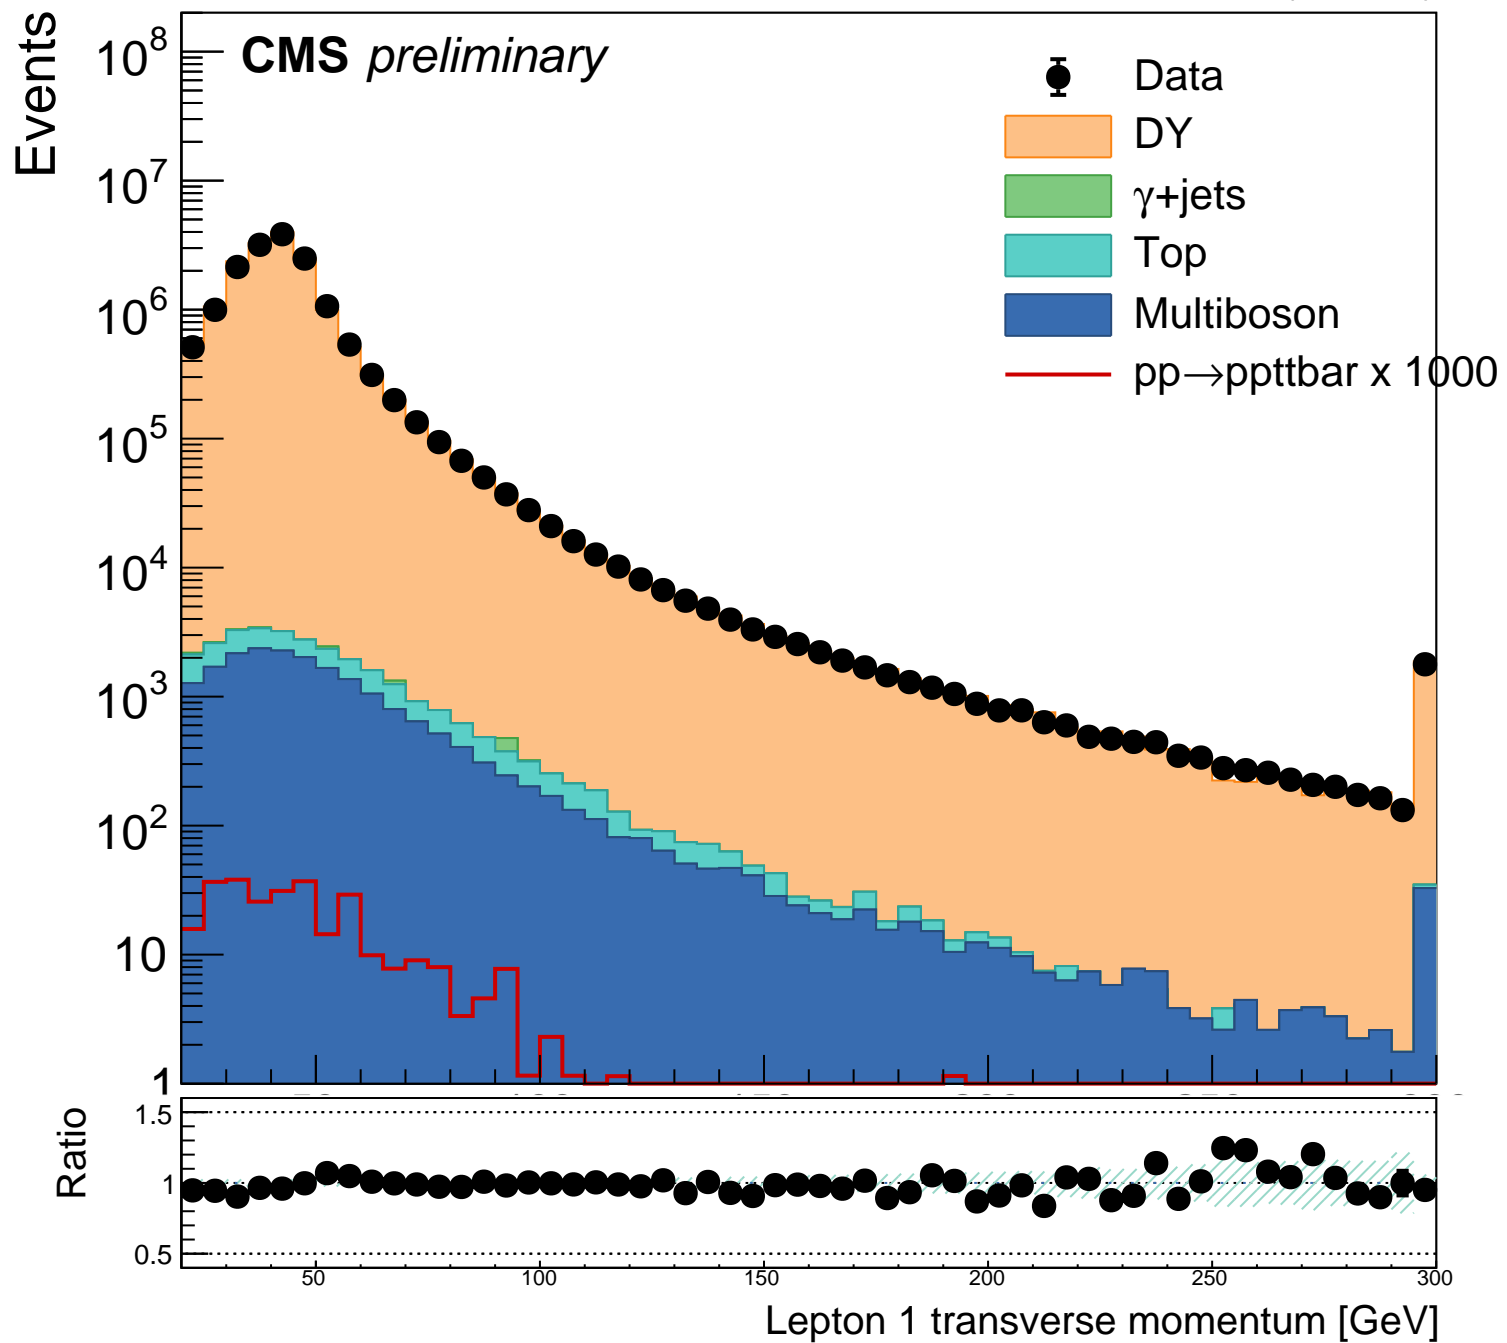 CMS preliminary
Events
10^8
10^7
10^6
10^5
10^4
10^3
10^2
10
1
Data
DY
γ+jets
Top
Multiboson
pp→ppttbar x 1000
Ratio
1.5
1
0.5
50 100 150 200 250 300
Lepton 1 transverse momentum [GeV]